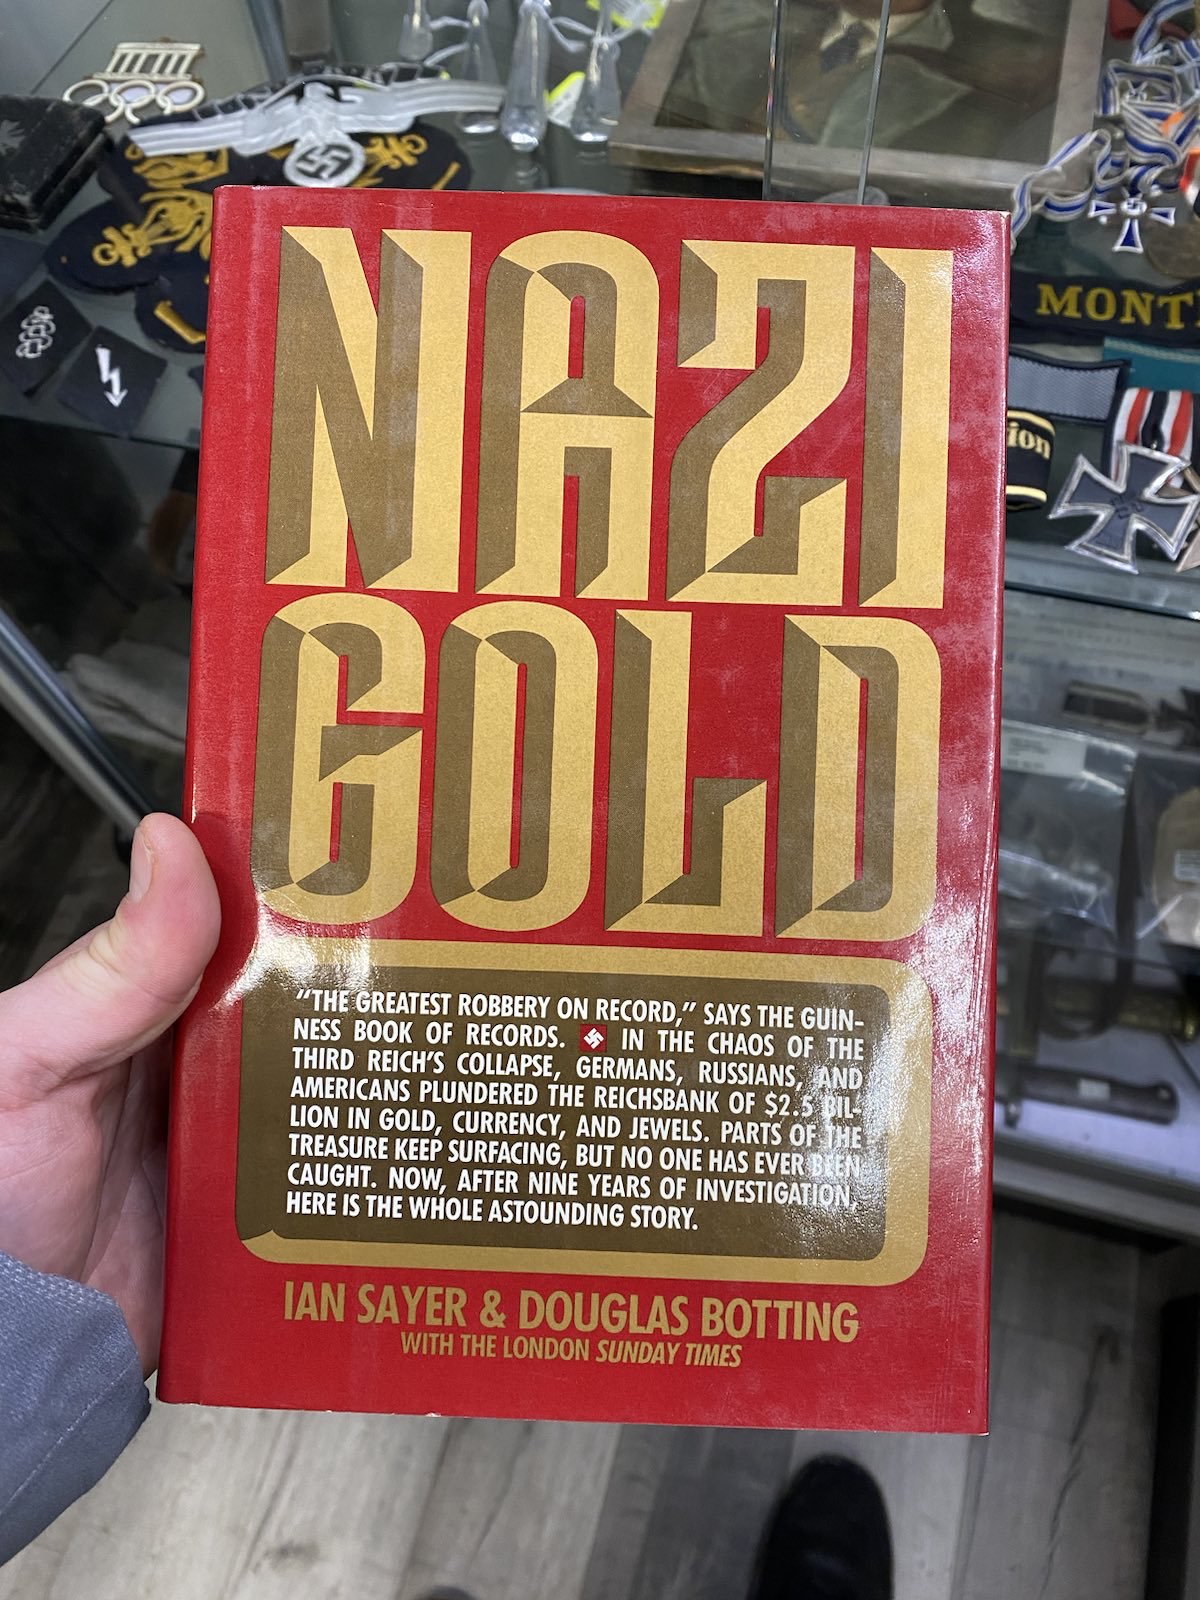 NAZI
GOLD
“THE GREATEST ROBBERY ON RECORD,” SAYS THE GUIN-
NESS BOOK OF RECORDS. IN THE CHAOS OF THE
THIRD REICH’S COLLAPSE, GERMANS, RUSSIANS, AND
AMERICANS PLUNDERED THE REICHSBANK OF $2.5 BIL-
LION IN GOLD, CURRENCY, AND JEWELS. PARTS OF THE
TREASURE KEEP SURFACING, BUT NO ONE HAS EVER BEEN
CAUGHT. NOW, AFTER NINE YEARS OF INVESTIGATION,
HERE IS THE WHOLE ASTOUNDING STORY.
IAN SAYER & DOUGLAS BOTTING
WITH THE LONDON SUNDAY TIMES
MONT
ion